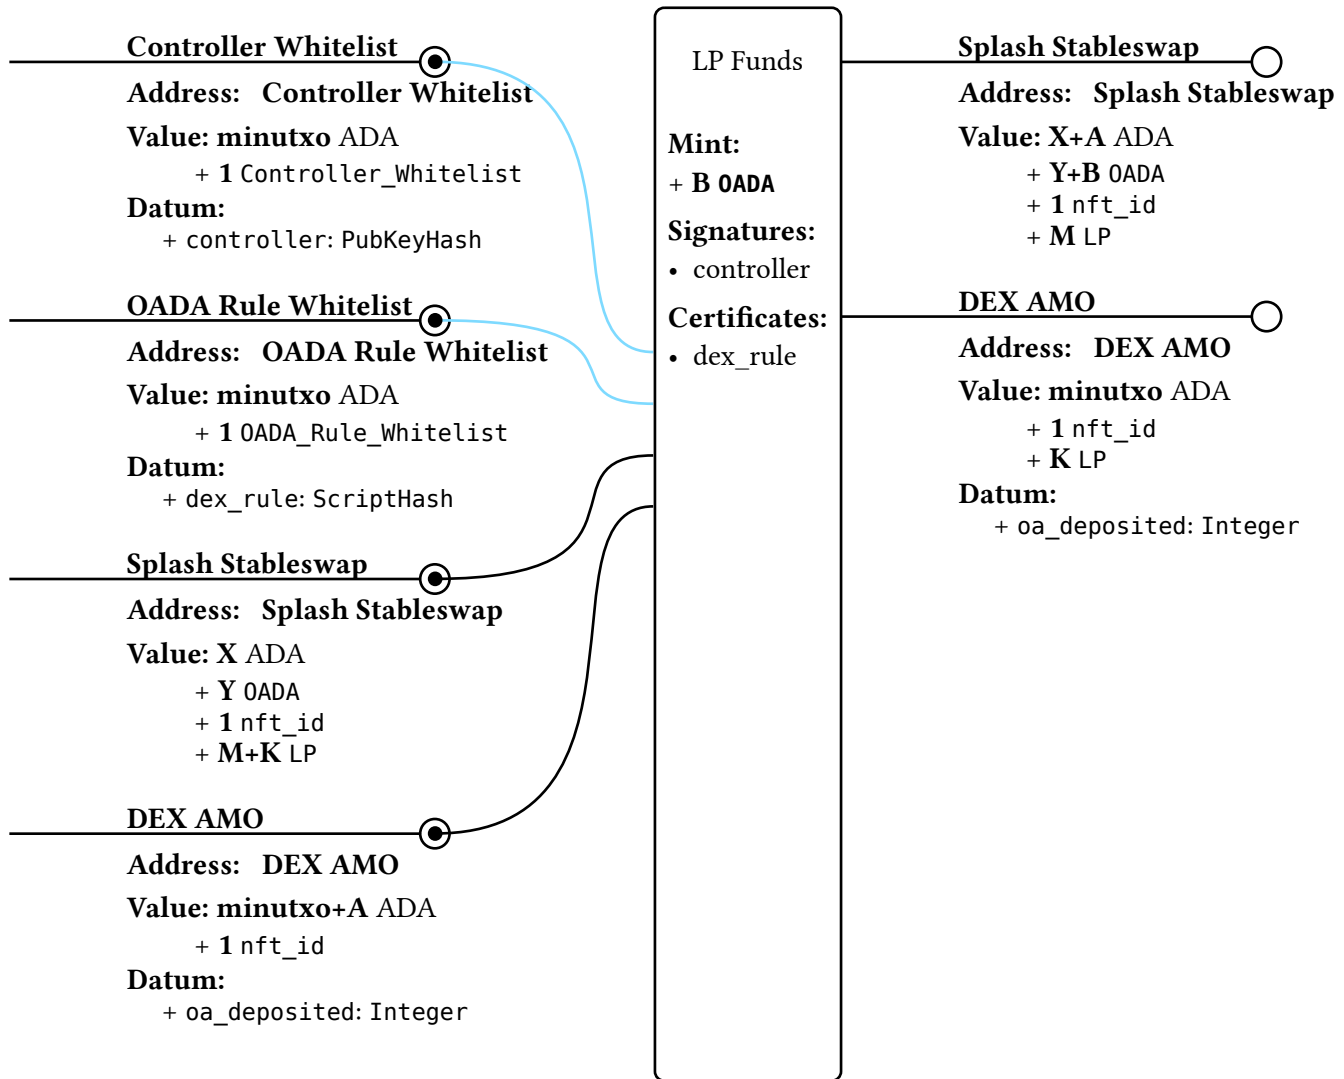 Controller Whitelist
Address: Controller Whitelist
Value: minutxo ADA
+ 1 Controller_Whitelist
Datum:
+ controller: PubKeyHash
OADA Rule Whitelist
Address: OADA Rule Whitelist
Value: minutxo ADA
+ 1 OADA_Rule_Whitelist
Datum:
+ dex_rule: ScriptHash
Splash Stableswap
Address: Splash Stableswap
Value: X ADA
+ Y OADA
+ 1 nft_id
+ M+K LP
DEX AMO
Address: DEX AMO
Value: minutxo+A ADA
+ 1 nft_id
Datum:
+ oa_deposited: Integer
LP Funds
Mint:
+ B OADA
Signatures:
• controller
Certificates:
• dex_rule
Splash Stableswap
Address: Splash Stableswap
Value: X+A ADA
+ Y+B OADA
+ 1 nft_id
+ M LP
DEX AMO
Address: DEX AMO
Value: minutxo ADA
+ 1 nft_id
+ K LP
Datum:
+ oa_deposited: Integer